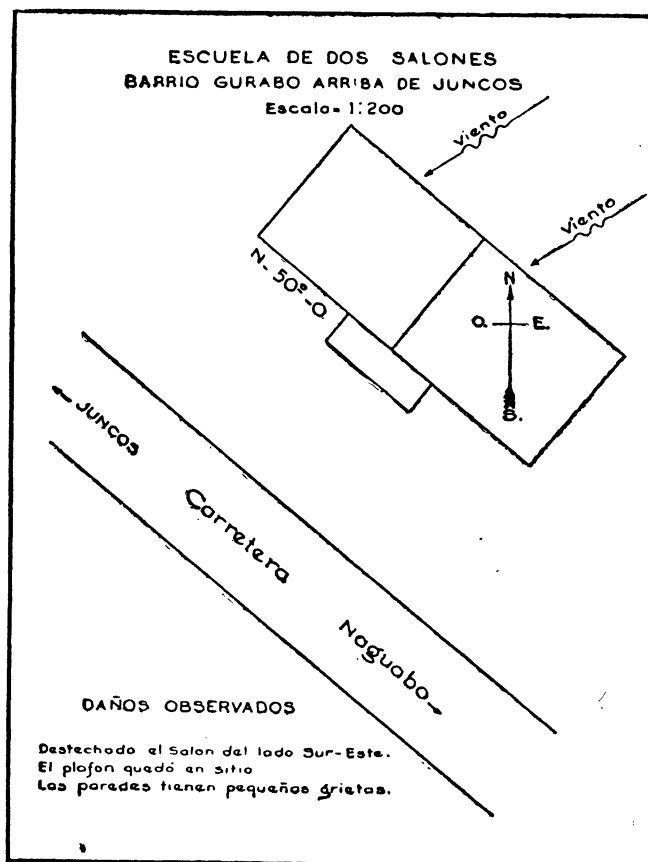 ESCUELA DE DOS SALONES
BARRIO GURABO ARRIBA DE JUNCOS
Escala= 1:200
Viento
Viento
N- 50º-O
N
O. E.
S.
← JUNCOS
Carretera
Naguabo→
DAÑOS OBSERVADOS
Destechado el Salon del lado Sur-Este.
El plafon quedó en sitio
Las paredes tienen pequeñas grietas.